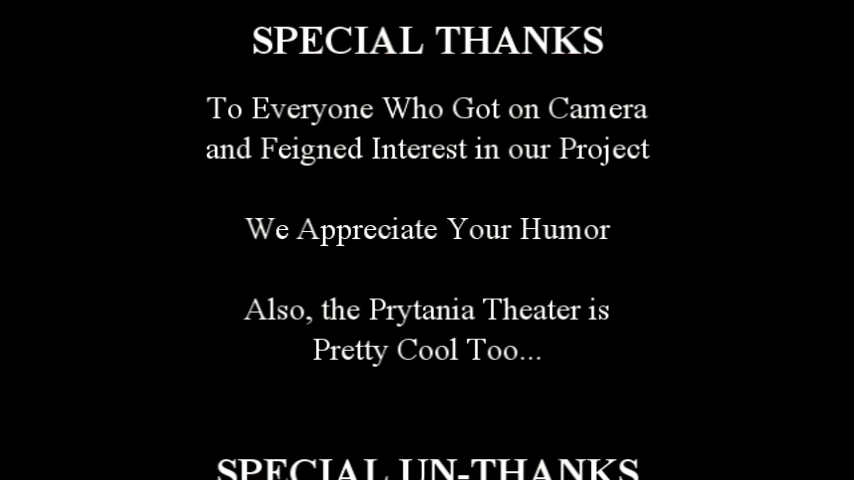 SPECIAL THANKS
To Everyone Who Got on Camera
and Feigned Interest in our Project
We Appreciate Your Humor
Also, the Prytania Theater is
Pretty Cool Too...
SPECIAL UN-THANKS